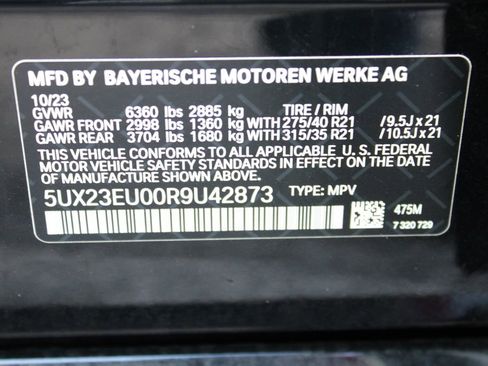 MFD BY BAYERISCHE MOTOREN WERKE AG
10/23
GVWR 6360 lbs 2885 kg TIRE / RIM
GAWR FRONT 2998 lbs 1360 kg WITH 275/40 R21 /9.5J x 21
GAWR REAR 3704 lbs 1680 kg WITH 315/35 R21 /10.5J x 21
THIS VEHICLE CONFORMS TO ALL APPLICABLE U. S. FEDERAL
MOTOR VEHICLE SAFETY STANDARDS IN EFFECT ON THE DATE OF
MANUFACTURE SHOWN ABOVE.
5UX23EU00R9U42873 TYPE: MPV
475M
7 320 729